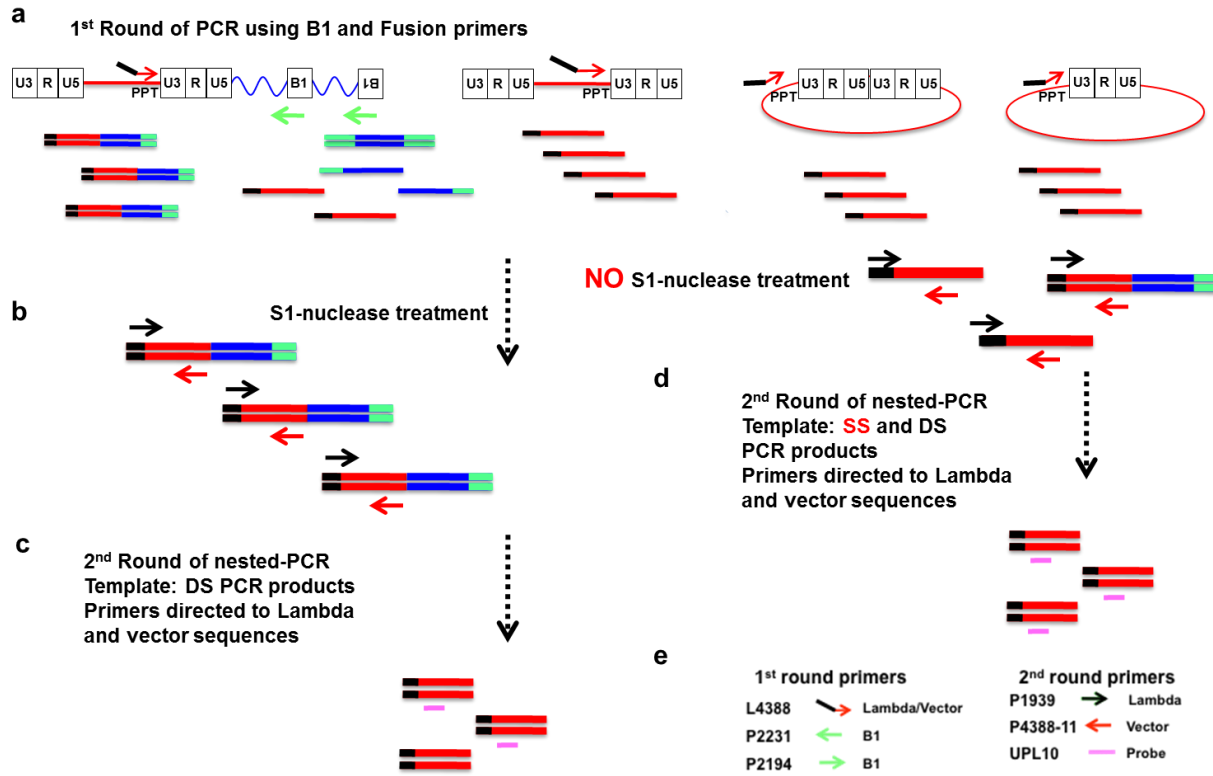 a
1st Round of PCR using B1 and Fusion primers
U3 R U5 PPT U3 R U5 B1 B1
U3 R U5 PPT U3 R U5
PPT U3 R U5 U3 R U5
PPT U3 R U5
NO S1-nuclease treatment
b
S1-nuclease treatment
c
2nd Round of nested-PCR
Template: DS PCR products
Primers directed to Lambda
and vector sequences
d
2nd Round of nested-PCR
Template: SS and DS
PCR products
Primers directed to Lambda
and vector sequences
e
1st round primers
L4388 Lambda/Vector
P2231 B1
P2194 B1
2nd round primers
P1939 Lambda
P4388-11 Vector
UPL10 Probe